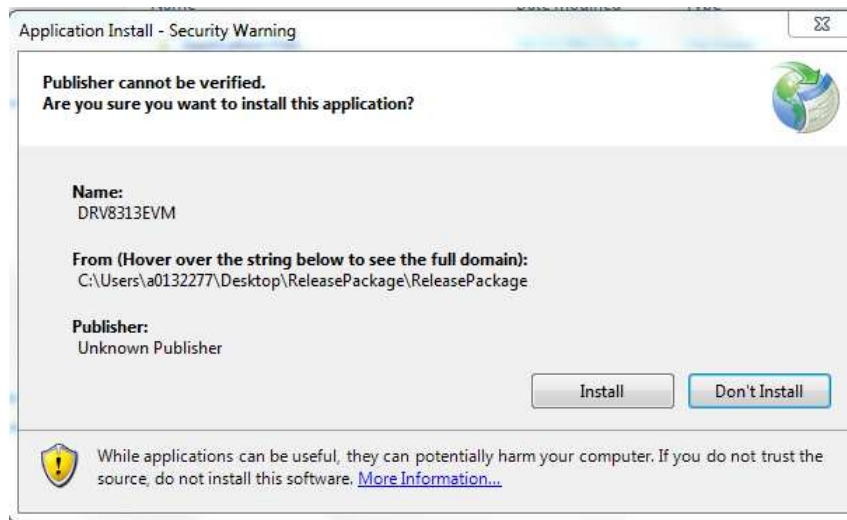 Application Install - Security Warning
Publisher cannot be verified.
Are you sure you want to install this application?
Name:
DRV8313EVM
From (Hover over the string below to see the full domain):
C:\Users\a0132277\Desktop\ReleasePackage\ReleasePackage
Publisher:
Unknown Publisher
Install Don't Install
While applications can be useful, they can potentially harm your computer. If you do not trust the
source, do not install this software. More Information...